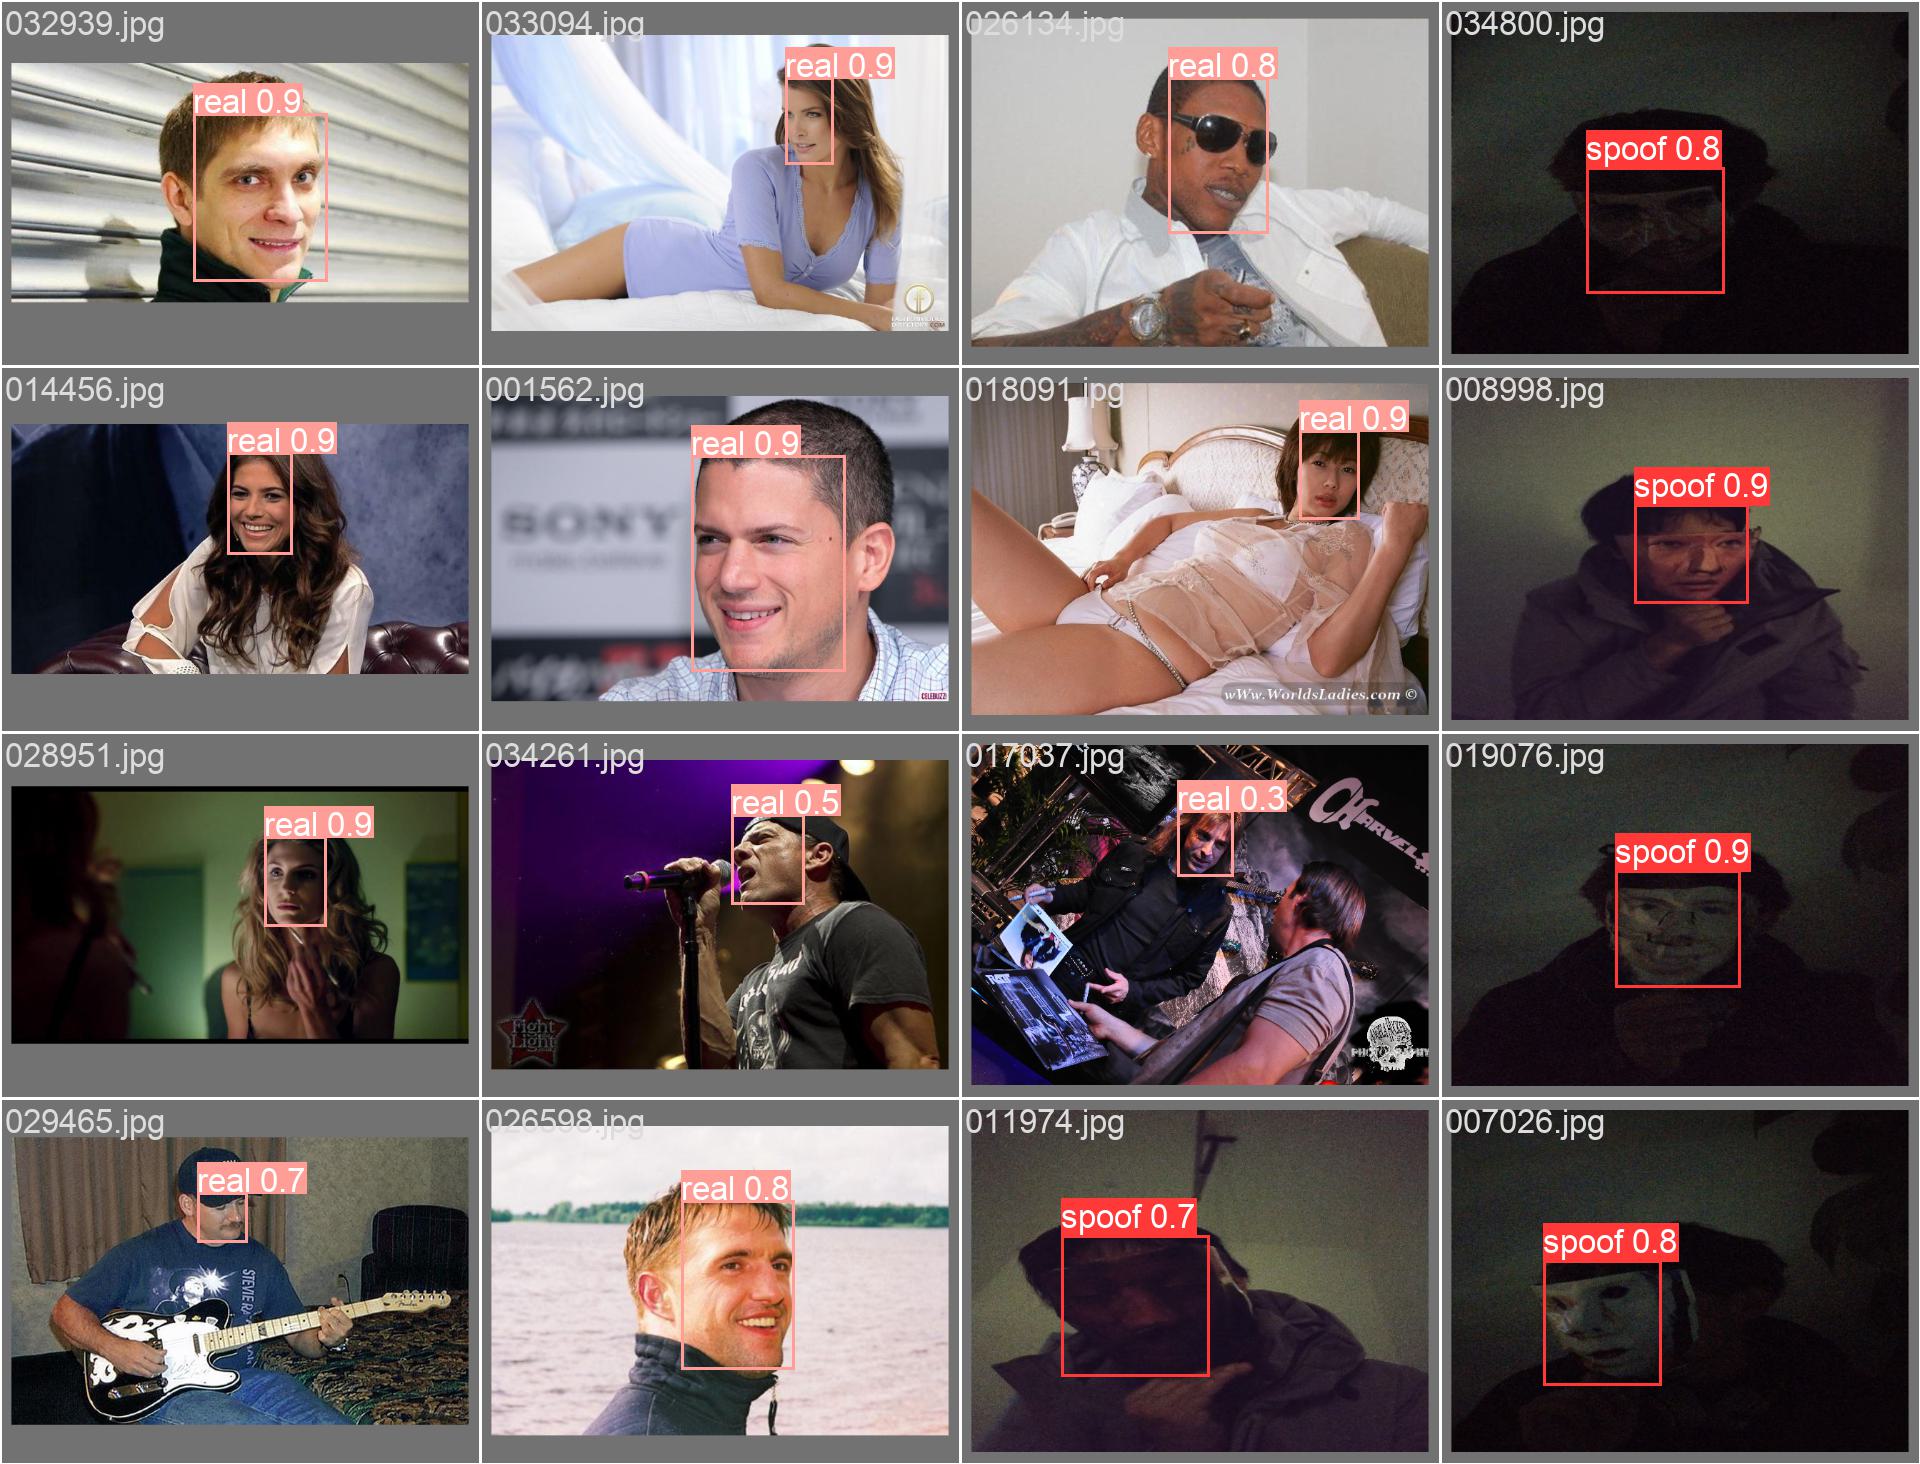 032939.jpg
real 0.9
033094.jpg
real 0.9
026134.jpg
real 0.8
034800.jpg
spoof 0.8
014456.jpg
real 0.9
001562.jpg
real 0.9
SONY
CELEBUZZ!
018091.jpg
real 0.9
wWw.WorldsLadies.com ©
008998.jpg
spoof 0.9
028951.jpg
real 0.9
034261.jpg
real 0.5
Fight
Light
017037.jpg
real 0.3
CHARVEL
PHOTOGRAPHY
019076.jpg
spoof 0.9
029465.jpg
real 0.7
STEVIE RA
026598.jpg
real 0.8
011974.jpg
spoof 0.7
007026.jpg
spoof 0.8